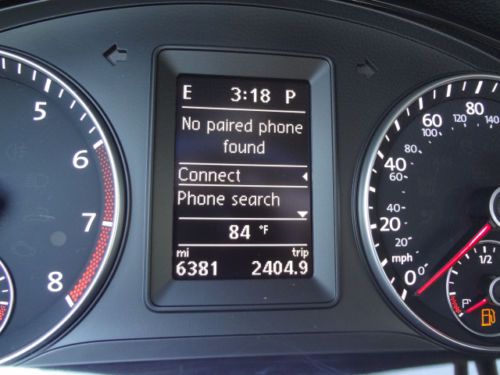 E 3:18 P
No paired phone
found
Connect
Phone search
84 °F
mi trip
6381 2404.9
5
6
7
8
0
20
40
60
80
20
40
60
80
100
120
140
mph
1/2